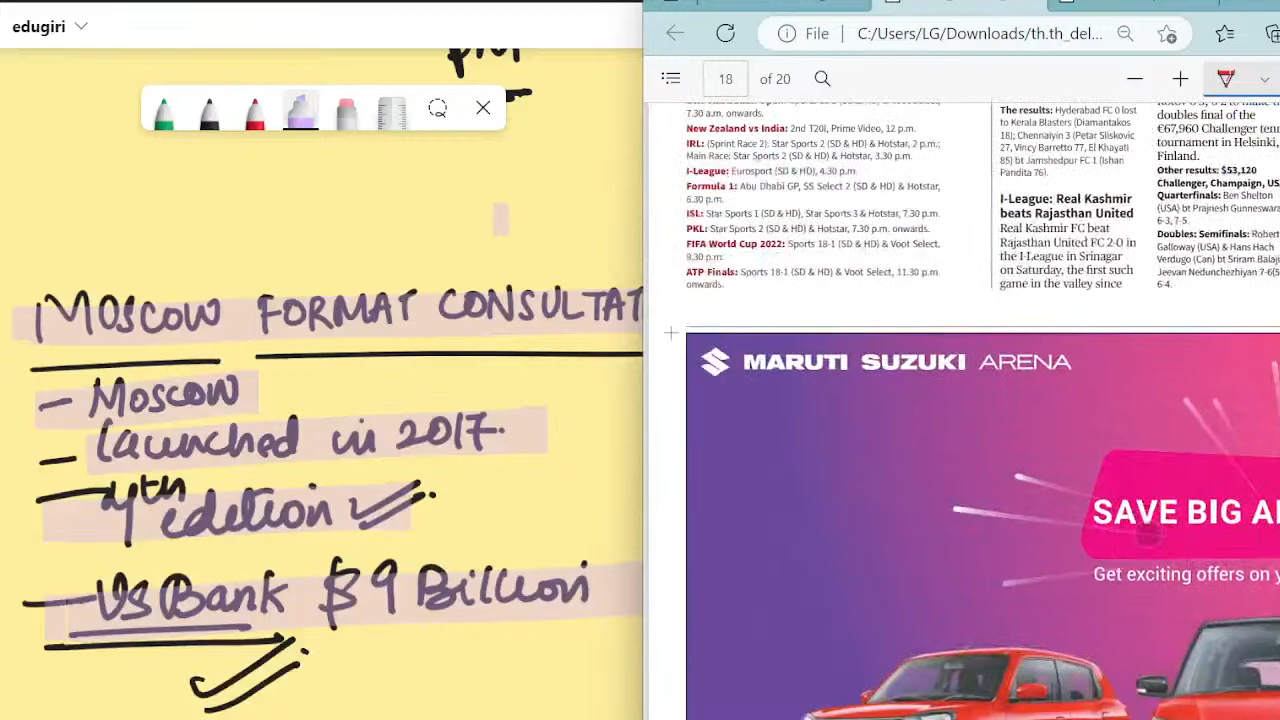 edugiri
MOSCOW FORMAT CONSULTAT
- Moscow
- launched in 2017.
- 4th edition
- US Bank $9 Billion
File
C:/Users/LG/Downloads/th.th_del...
18 of 20
7.30 a.m. onwards.
New Zealand vs India: 2nd T20I, Prime Video, 12 p.m.
IRL: (Sprint Race 2): Star Sports 2 (SD & HD) & Hotstar, 2 p.m.;
Main Race: Star Sports 2 (SD & HD) & Hotstar, 3.30 p.m.
I-League: Eurosport (SD & HD), 4.30 p.m.
Formula 1: Abu Dhabi GP, SS Select 2 (SD & HD) & Hotstar,
6.30 p.m.
ISL: Star Sports 1 (SD & HD), Star Sports 3 & Hotstar, 7.30 p.m.
PKL: Star Sports 2 (SD & HD) & Hotstar, 7.30 p.m. onwards.
FIFA World Cup 2022: Sports 18-1 (SD & HD) & Voot Select,
9.30 p.m.
ATP Finals: Sports 18-1 (SD & HD) & Voot Select, 11.30 p.m.
onwards.
The results: Hyderabad FC 0 lost
to Kerala Blasters (Diamantakos
18); Chennaiyin 3 (Petar Sliskovic
27, Vincy Barretto 77, El Khayati
85) bt Jamshedpur FC 1 (Ishan
Pandita 76).
I-League: Real Kashmir
beats Rajasthan United
Real Kashmir FC beat
Rajasthan United FC 2-0 in
the I-League in Srinagar
on Saturday, the first such
game in the valley since
doubles final of the
€67,960 Challenger ten
tournament in Helsinki,
Finland.
Other results: $53,120
Challenger, Champaign, US
Quarterfinals: Ben Shelton
(USA) bt Prajnesh Gunneswara
6-3, 7-5.
Doubles: Semifinals: Robert
Galloway (USA) & Hans Hach
Verdugo (Can) bt Sriram Balaji
Jeevan Nedunchezhiyan 7-6(5
6-4.
MARUTI SUZUKI ARENA
SAVE BIG A
Get exciting offers on y